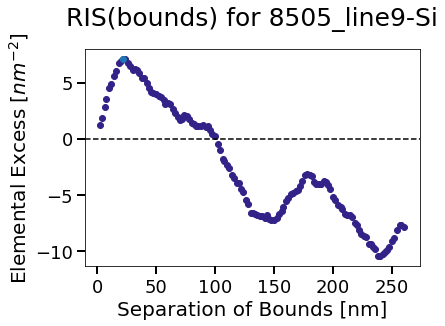 RIS(bounds) for 8505_line9-Si
Elemental Excess [nm⁻²]
5
0
−5
−10
0 50 100 150 200 250
Separation of Bounds [nm]